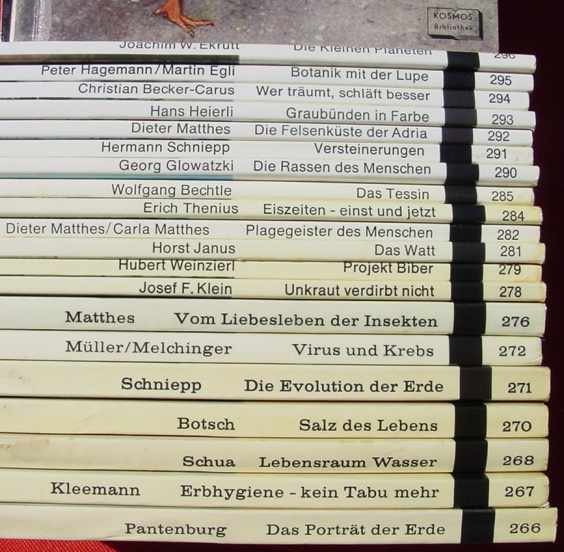 KOSMOS
Bibliothek
Joachim W. Ekrutt Die Kleinen Planeten 296
Peter Hagemann/Martin Egli Botanik mit der Lupe 295
Christian Becker-Carus Wer träumt, schläft besser 294
Hans Heierli Graubünden in Farbe 293
Dieter Matthes Die Felsenküste der Adria 292
Hermann Schniepp Versteinerungen 291
Georg Glowatzki Die Rassen des Menschen 290
Wolfgang Bechtle Das Tessin 285
Erich Thenius Eiszeiten - einst und jetzt 284
Dieter Matthes/Carla Matthes Plagegeister des Menschen 282
Horst Janus Das Watt 281
Hubert Weinzierl Projekt Biber 279
Josef F. Klein Unkraut verdirbt nicht 278
Matthes Vom Liebesleben der Insekten 276
Müller/Melchinger Virus und Krebs 272
Schniepp Die Evolution der Erde 271
Botsch Salz des Lebens 270
Schua Lebensraum Wasser 268
Kleemann Erbhygiene - kein Tabu mehr 267
Pantenburg Das Porträt der Erde 266